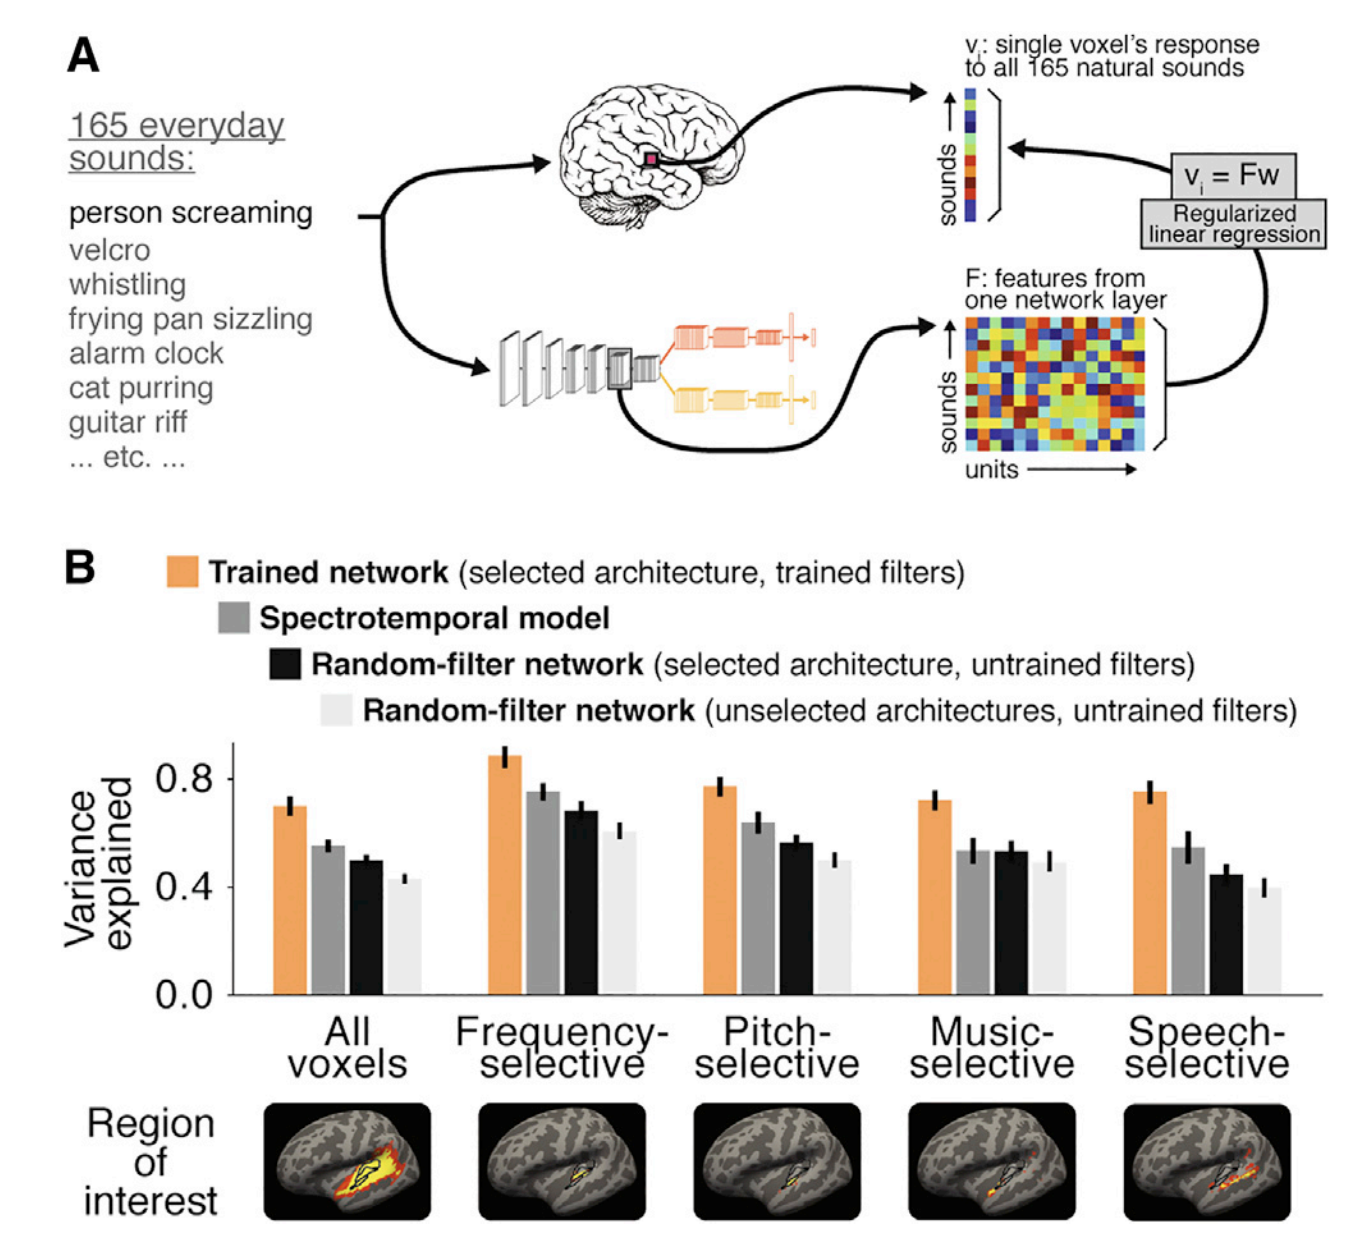 A
165 everyday
sounds:
person screaming
velcro
whistling
frying pan sizzling
alarm clock
cat purring
guitar riff
... etc. ...
vi: single voxel's response
to all 165 natural sounds
sounds
vi = Fw
Regularized
linear regression
F: features from
one network layer
sounds
units
B
Trained network (selected architecture, trained filters)
Spectrotemporal model
Random-filter network (selected architecture, untrained filters)
Random-filter network (unselected architectures, untrained filters)
Variance
explained
0.8
0.4
0.0
All
voxels
Frequency-
selective
Pitch-
selective
Music-
selective
Speech-
selective
Region
of
interest